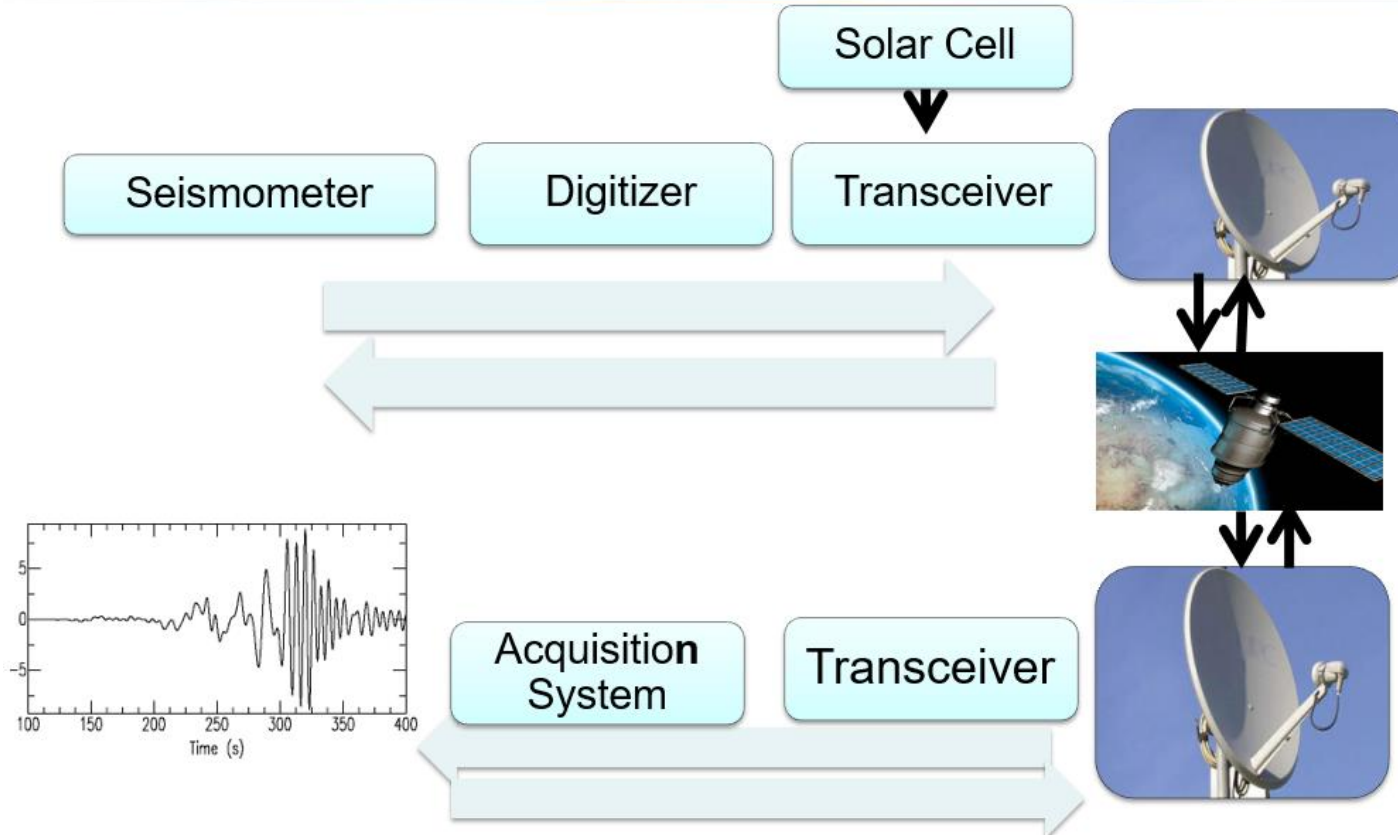 Solar Cell
Seismometer
Digitizer
Transceiver
5
0
-5
100 150 200 250 300 350 400
Time (s)
Acquisition
System
Transceiver